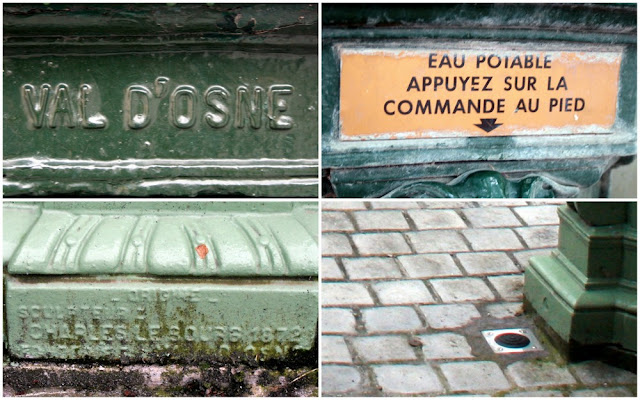 VAL D'OSNE
EAU POTABLE
APPUYEZ SUR LA
COMMANDE AU PIED
CHARLES LEBOURG 1872